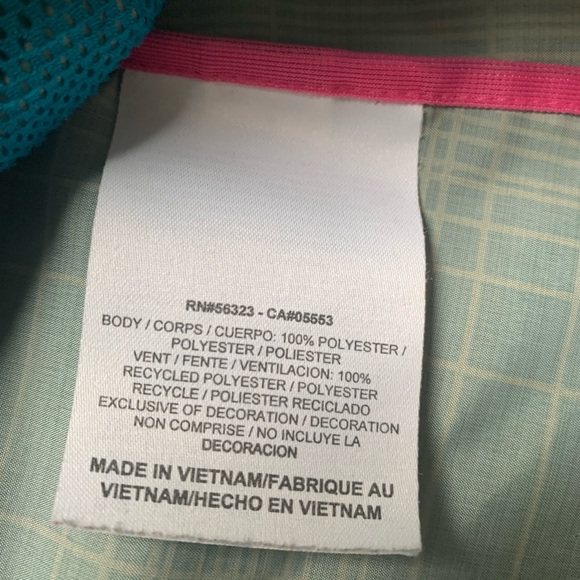 RN#56323 - CA#05553
BODY / CORPS / CUERPO: 100% POLYESTER /
POLYESTER / POLIESTER
VENT / FENTE / VENTILACION: 100%
RECYCLED POLYESTER / POLYESTER
RECYCLE / POLIESTER RECICLADO
EXCLUSIVE OF DECORATION / DECORATION
NON COMPRISE / NO INCLUYE LA
DECORACION
MADE IN VIETNAM/FABRIQUE AU
VIETNAM/HECHO EN VIETNAM